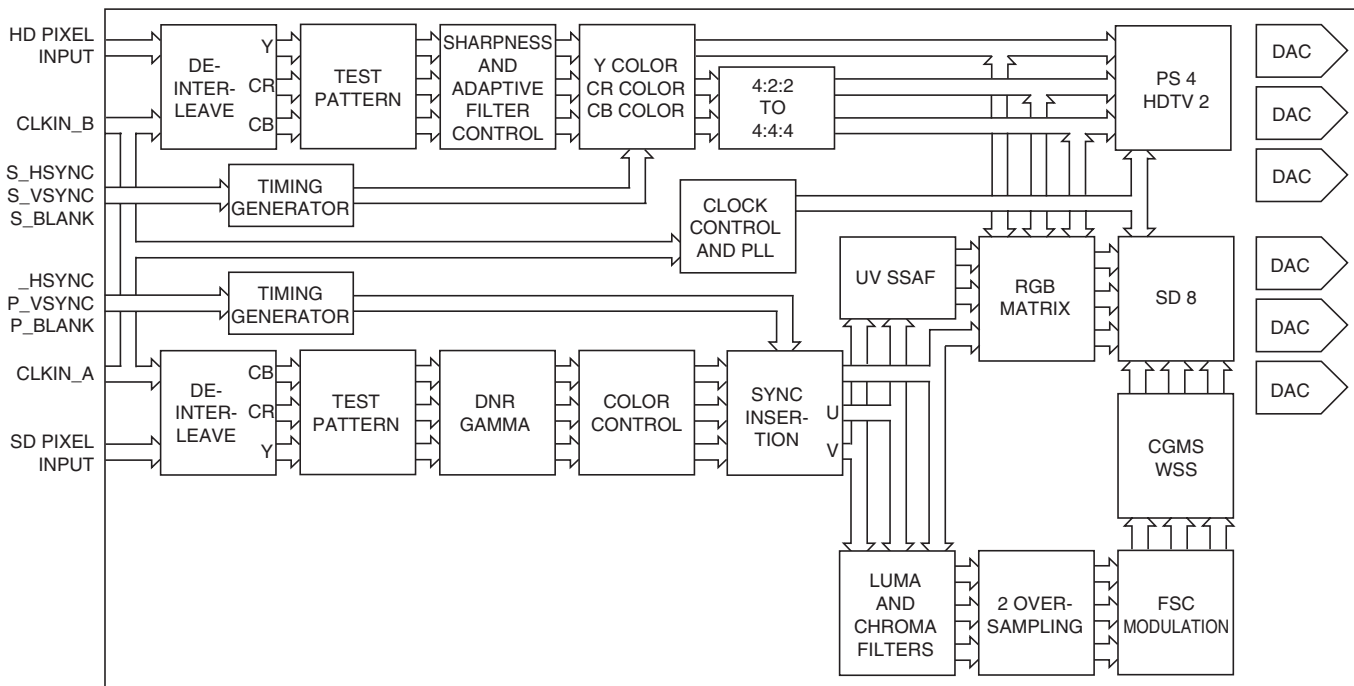 HD PIXEL
INPUT
CLKIN_B
S_HSYNC
S_VSYNC
S_BLANK
_HSYNC
P_VSYNC
P_BLANK
CLKIN_A
SD PIXEL
INPUT
DE-
INTER-
LEAVE
Y
CR
CB
TEST
PATTERN
SHARPNESS
AND
ADAPTIVE
FILTER
CONTROL
Y COLOR
CR COLOR
CB COLOR
4:2:2
TO
4:4:4
PS 4
HDTV 2
DAC
DAC
DAC
TIMING
GENERATOR
CLOCK
CONTROL
AND PLL
TIMING
GENERATOR
UV SSAF
RGB
MATRIX
SD 8
DAC
DAC
DAC
DE-
INTER-
LEAVE
CB
CR
Y
TEST
PATTERN
DNR
GAMMA
COLOR
CONTROL
SYNC
INSER-
TION
U
V
CGMS
WSS
LUMA
AND
CHROMA
FILTERS
2 OVER-
SAMPLING
FSC
MODULATION